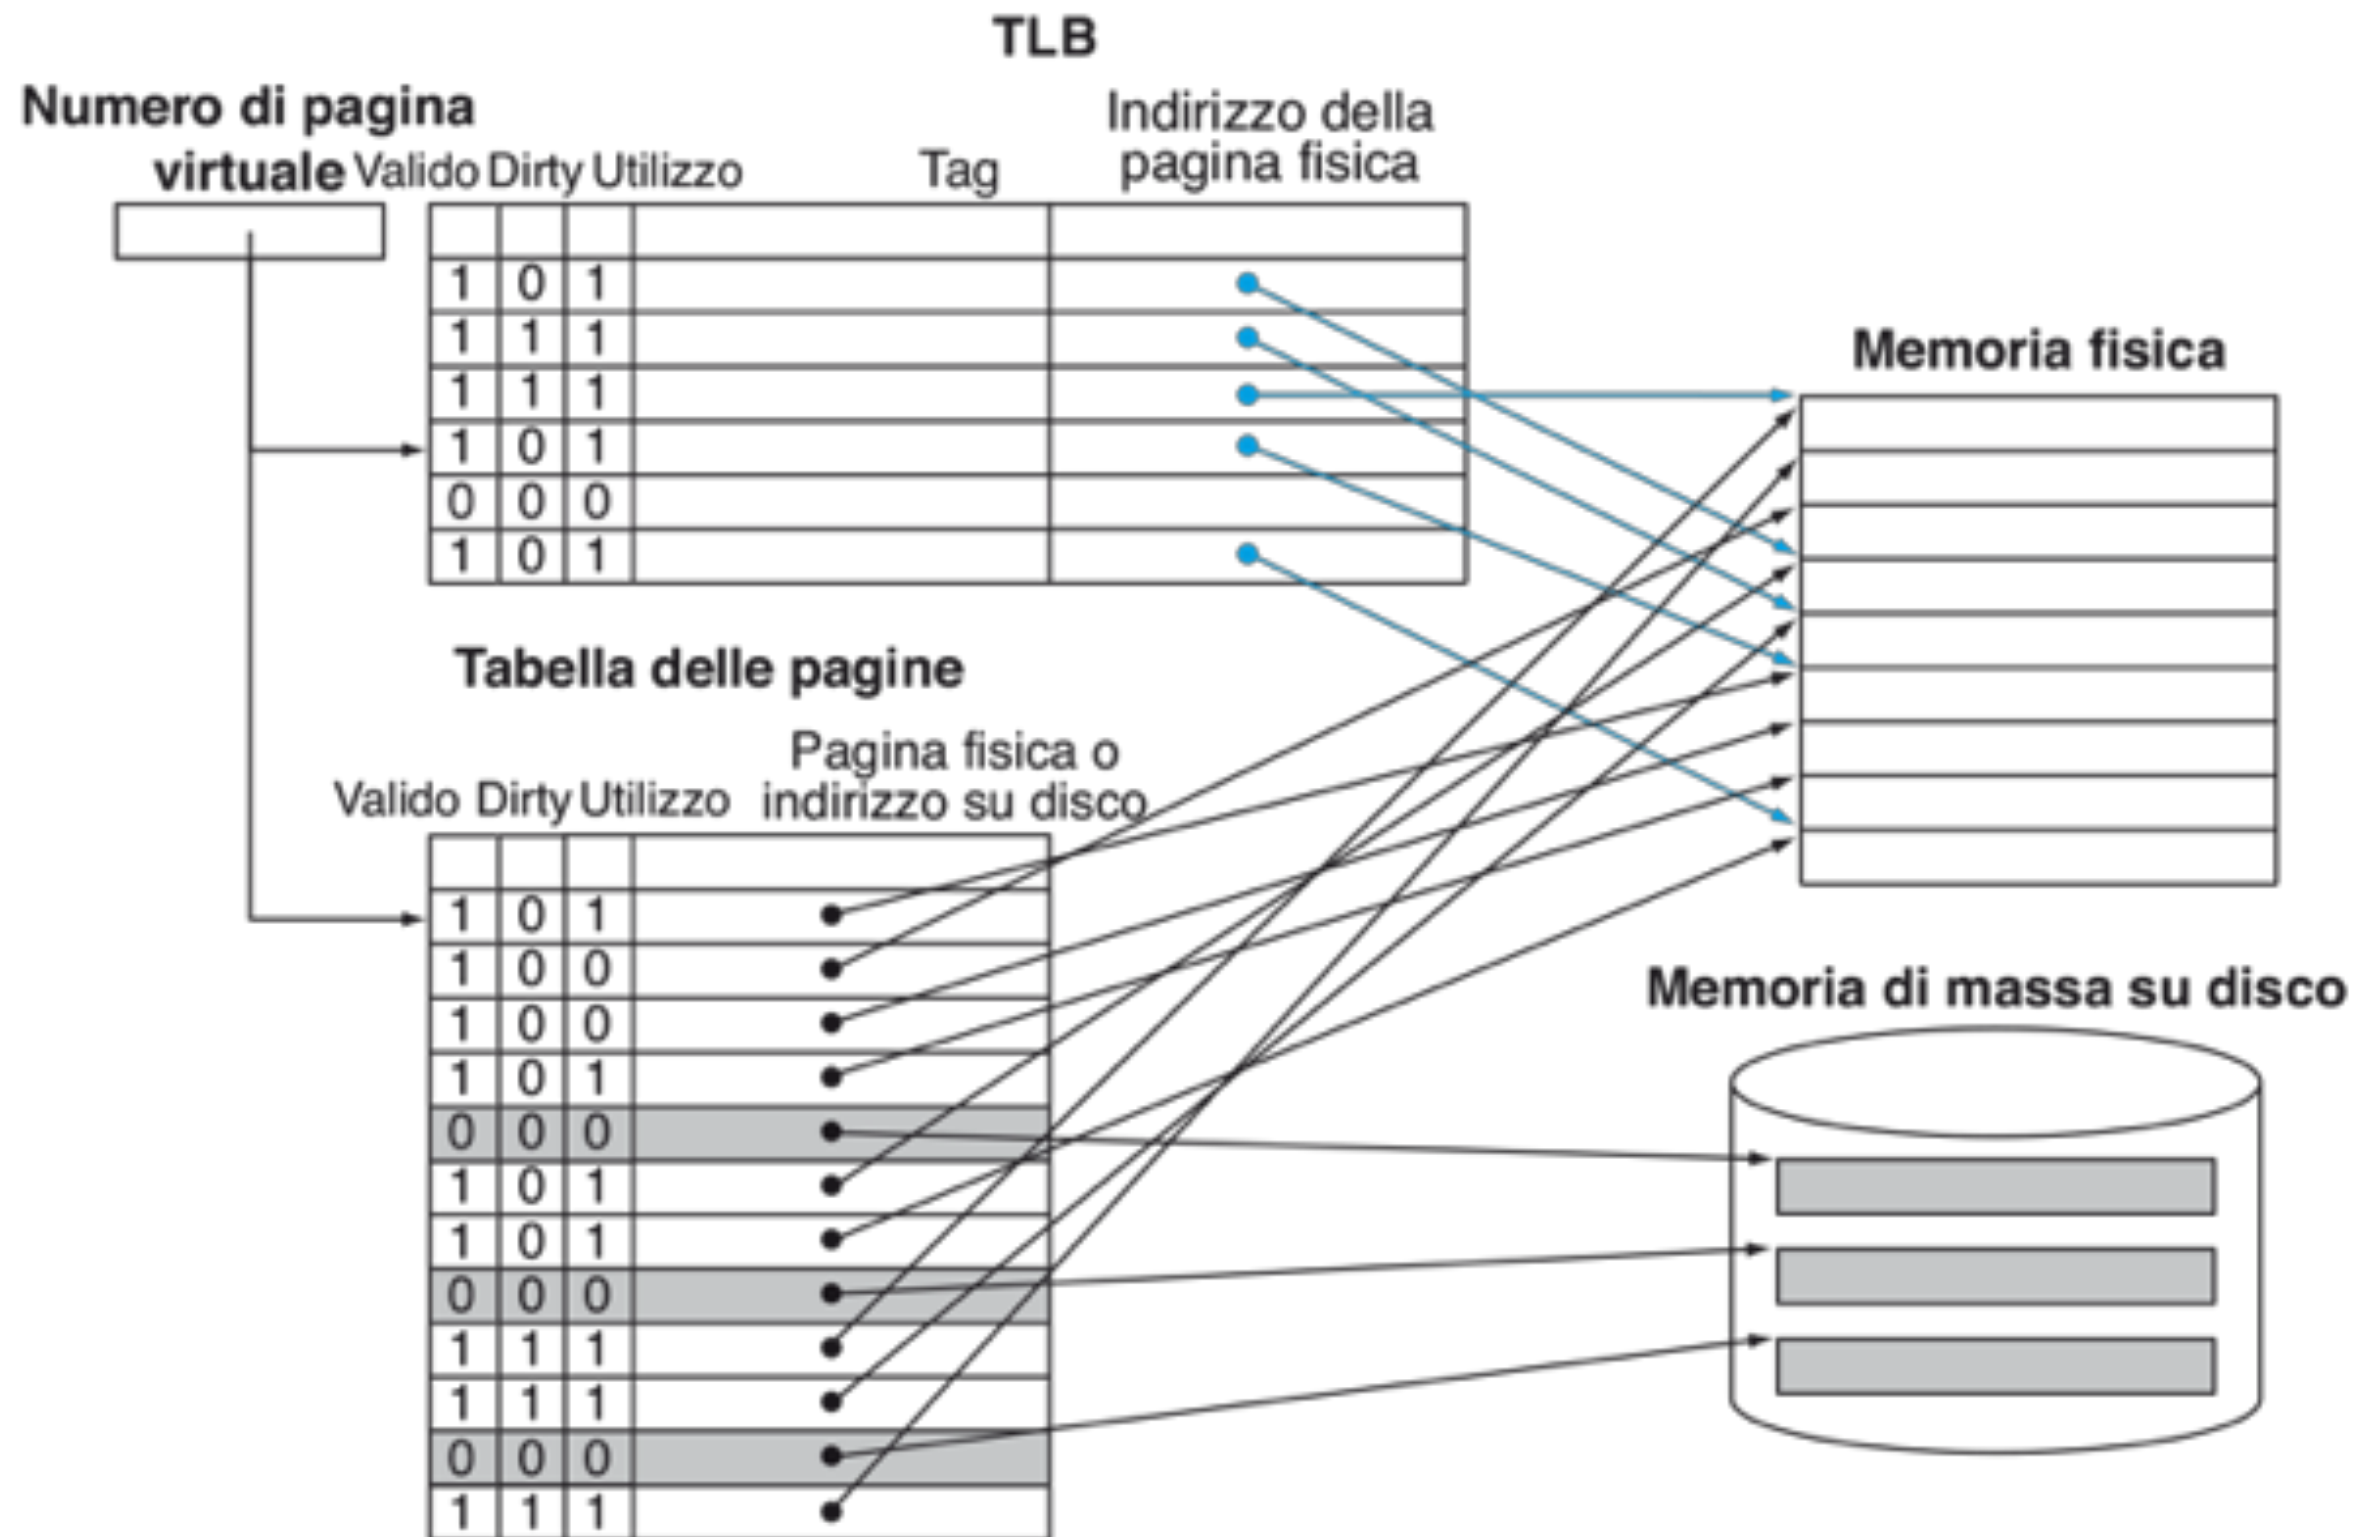 TLB
Numero di pagina
virtuale
Valido Dirty Utilizzo
Tag
Indirizzo della
pagina fisica
1 0 1
1 1 1
1 1 1
1 0 1
0 0 0
1 0 1
Memoria fisica
Tabella delle pagine
Valido Dirty Utilizzo
Pagina fisica o
indirizzo su disco
1 0 1
1 0 0
1 0 0
1 0 1
0 0 0
1 0 1
1 0 1
0 0 0
1 1 1
1 1 1
0 0 0
1 1 1
Memoria di massa su disco